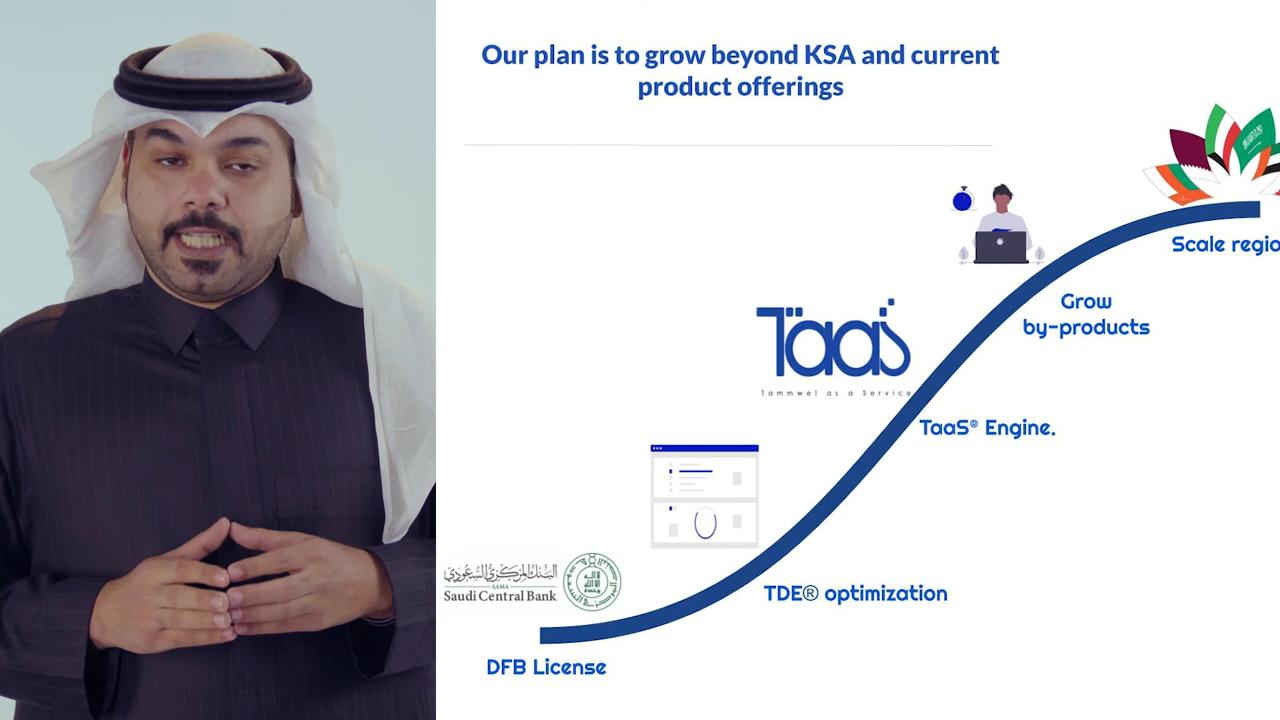 Our plan is to grow beyond KSA and current
product offerings
Scale regio
Grow
by-products
Taas
Tammwel as a Service
TaaS® Engine.
البنك المركزي السعودي
SAMA
Saudi Central Bank
TDE® optimization
DFB License